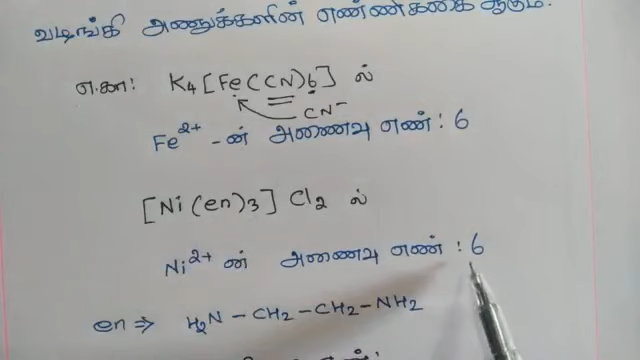 வழங்கி அணுக்களின் எண்ணிக்கை ஆகும்.
எ.கா: K4[Fe(CN)6] ல்
CN-
Fe2+ -ன் அணைவு எண் : 6
[Ni(en)3] Cl2 ல்
Ni2+ ன் அணைவு எண் : 6
en ⇒ H2N - CH2 - CH2 - NH2